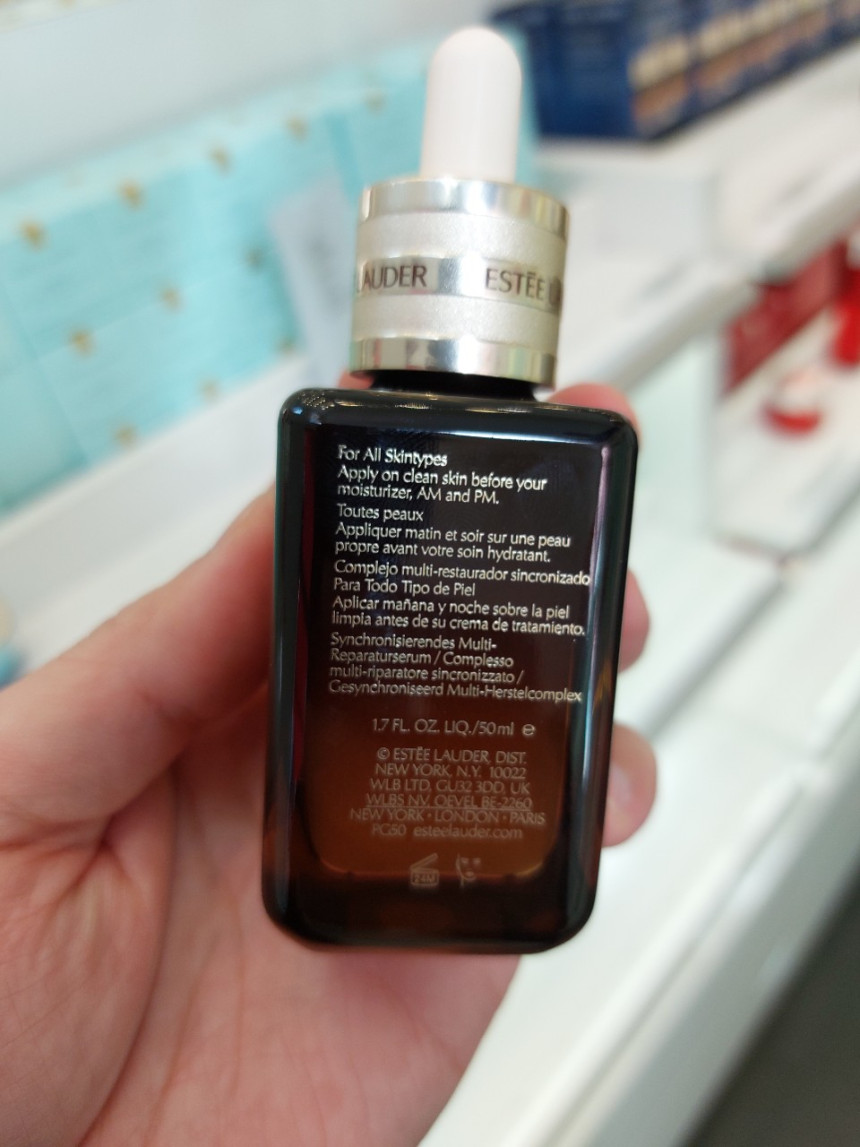 LAUDER ESTĒE LA
For All Skintypes
Apply on clean skin before your
moisturizer, AM and PM.
Toutes peaux
Appliquer matin et soir sur une peau
propre avant votre soin hydratant.
Complejo multi-restaurador sincronizado
Para Todo Tipo de Piel
Aplicar mañana y noche sobre la piel
limpia antes de su crema de tratamiento.
Synchronisierendes Multi-
Reparaturserum / Complesso
multi-riparatore sincronizzato /
Gesynchroniseerd Multi-Herstelcomplex
1.7 FL. OZ. LIQ./50 ml ℮
© ESTĒE LAUDER, DIST.
NEW YORK, N.Y. 10022
WLB LTD, GU32 3DD, UK
WLBS NV, OEVEL BE-2260
NEW YORK · LONDON · PARIS
PG50 esteelauder.com
24M